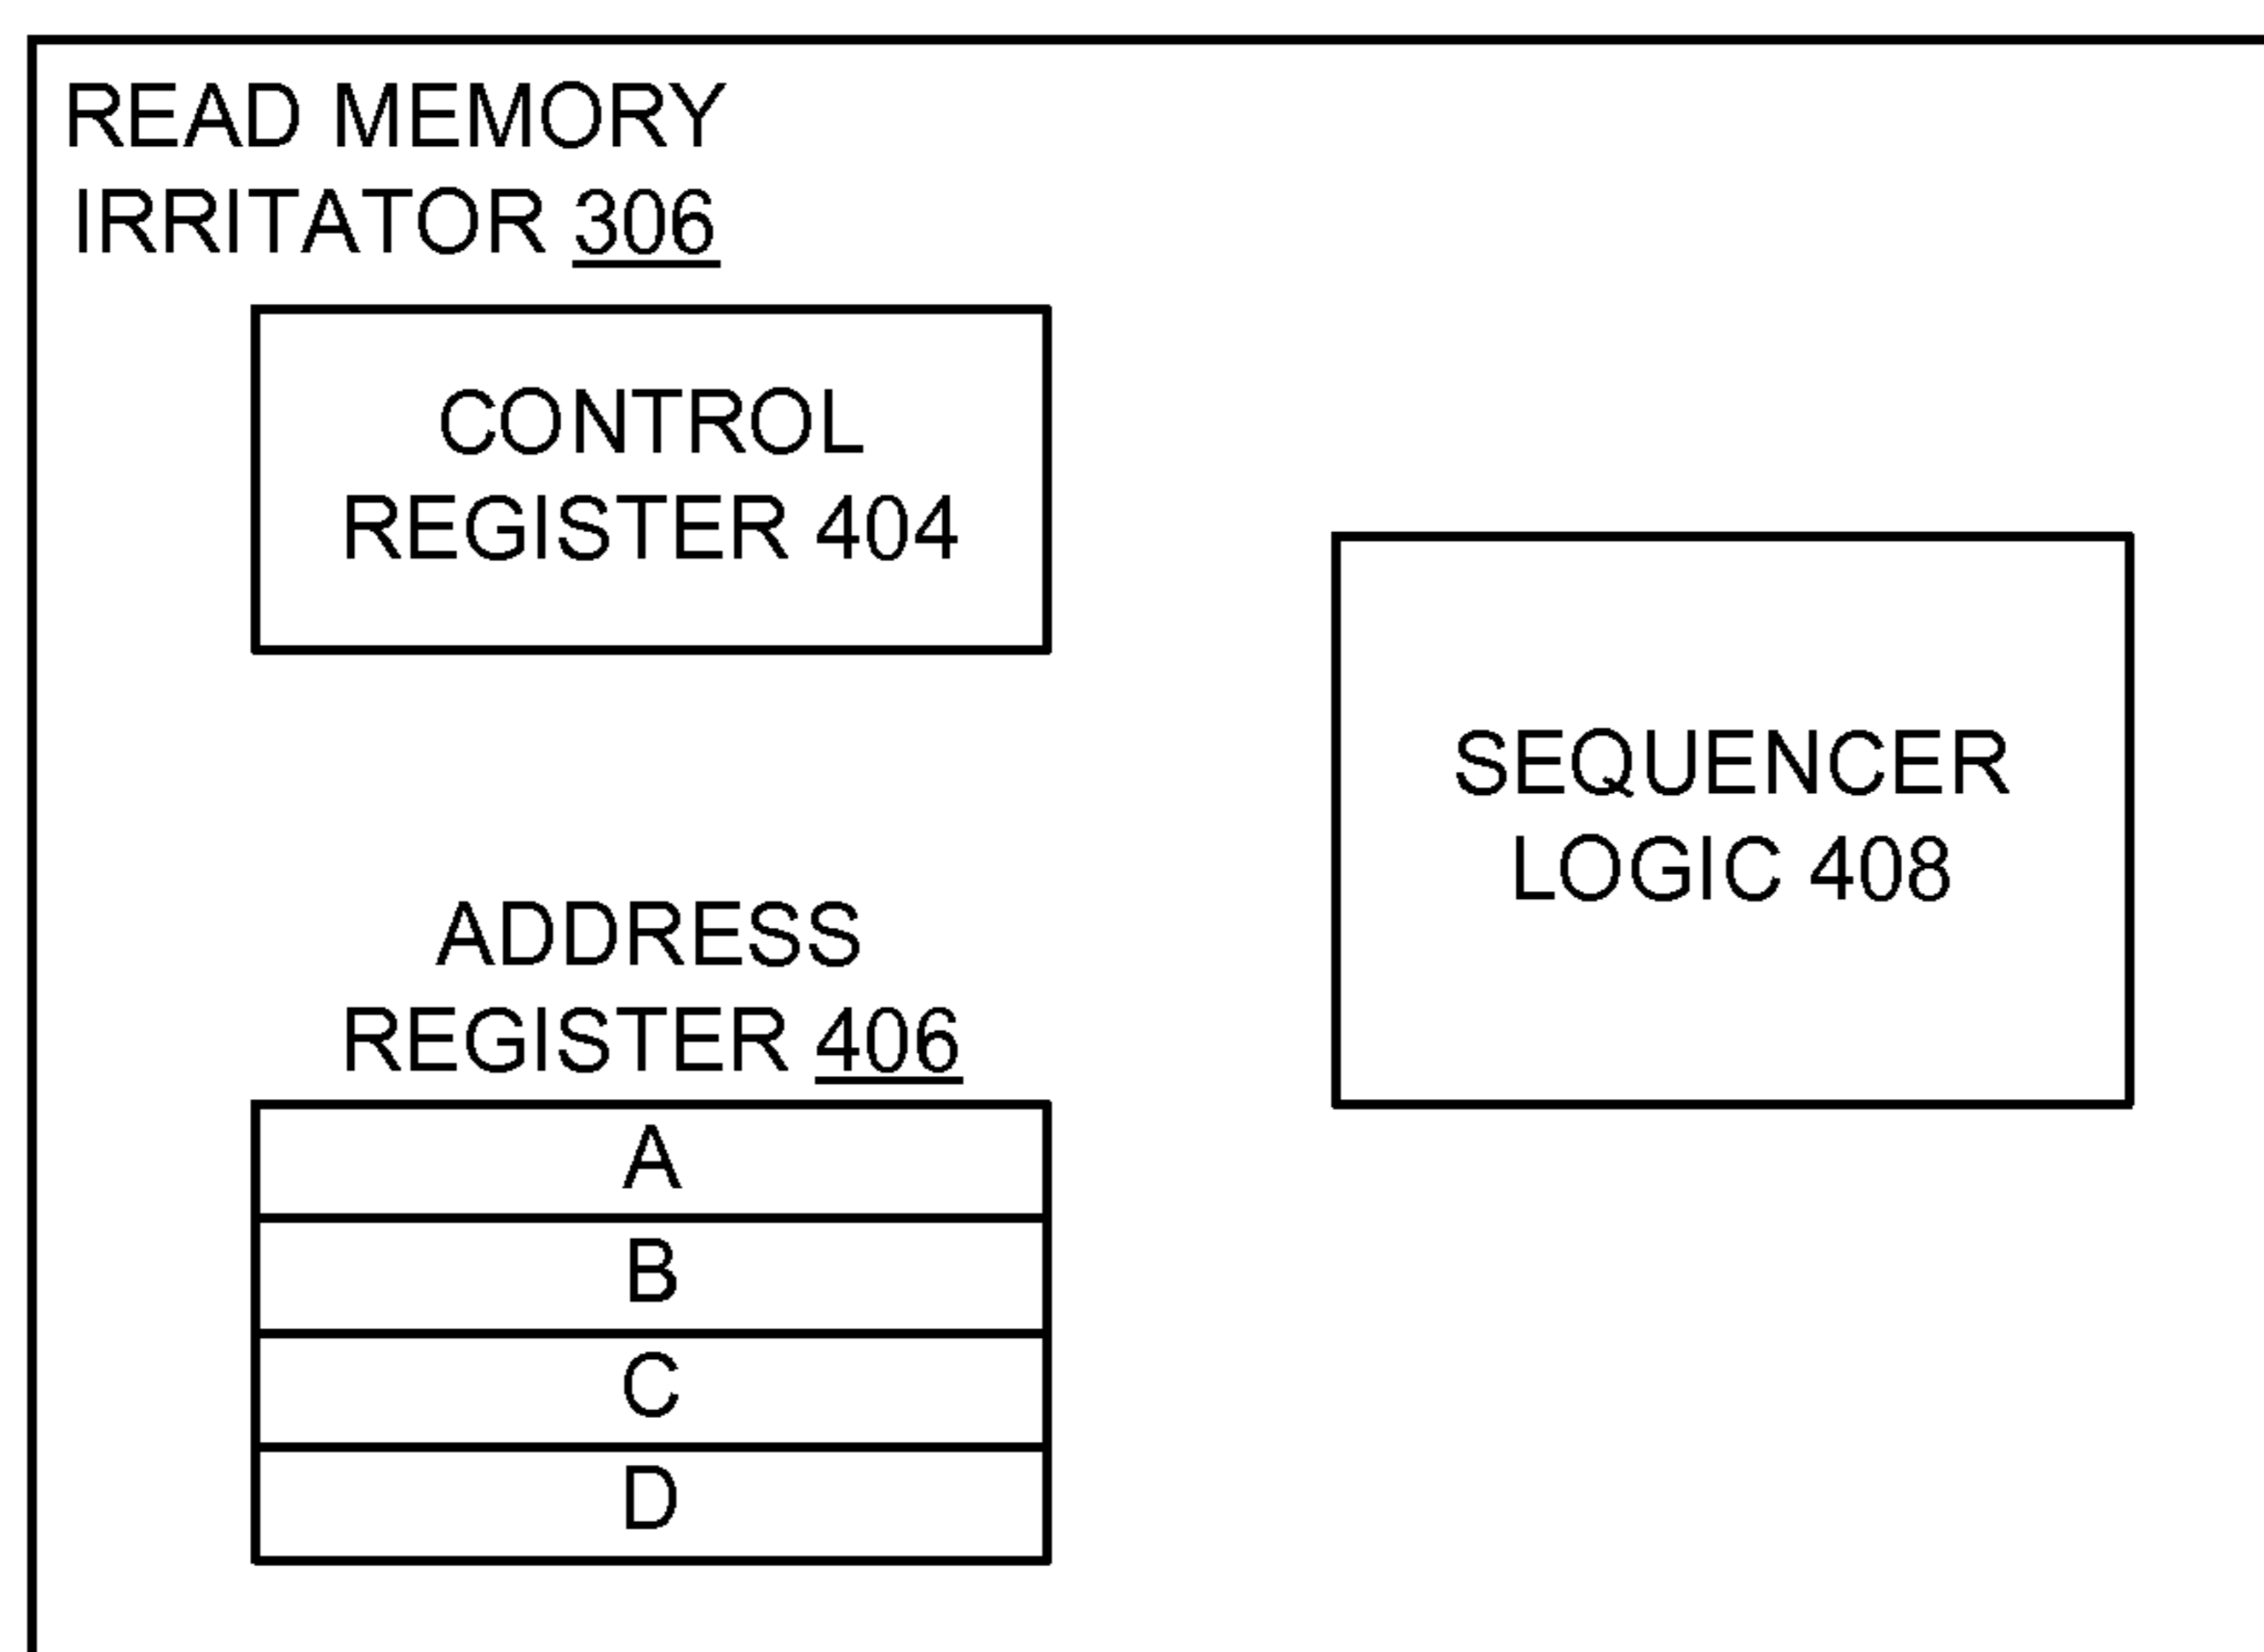 READ MEMORY
IRRITATOR 306
CONTROL
REGISTER 404
SEQUENCER
LOGIC 408
ADDRESS
REGISTER 406
A
B
C
D